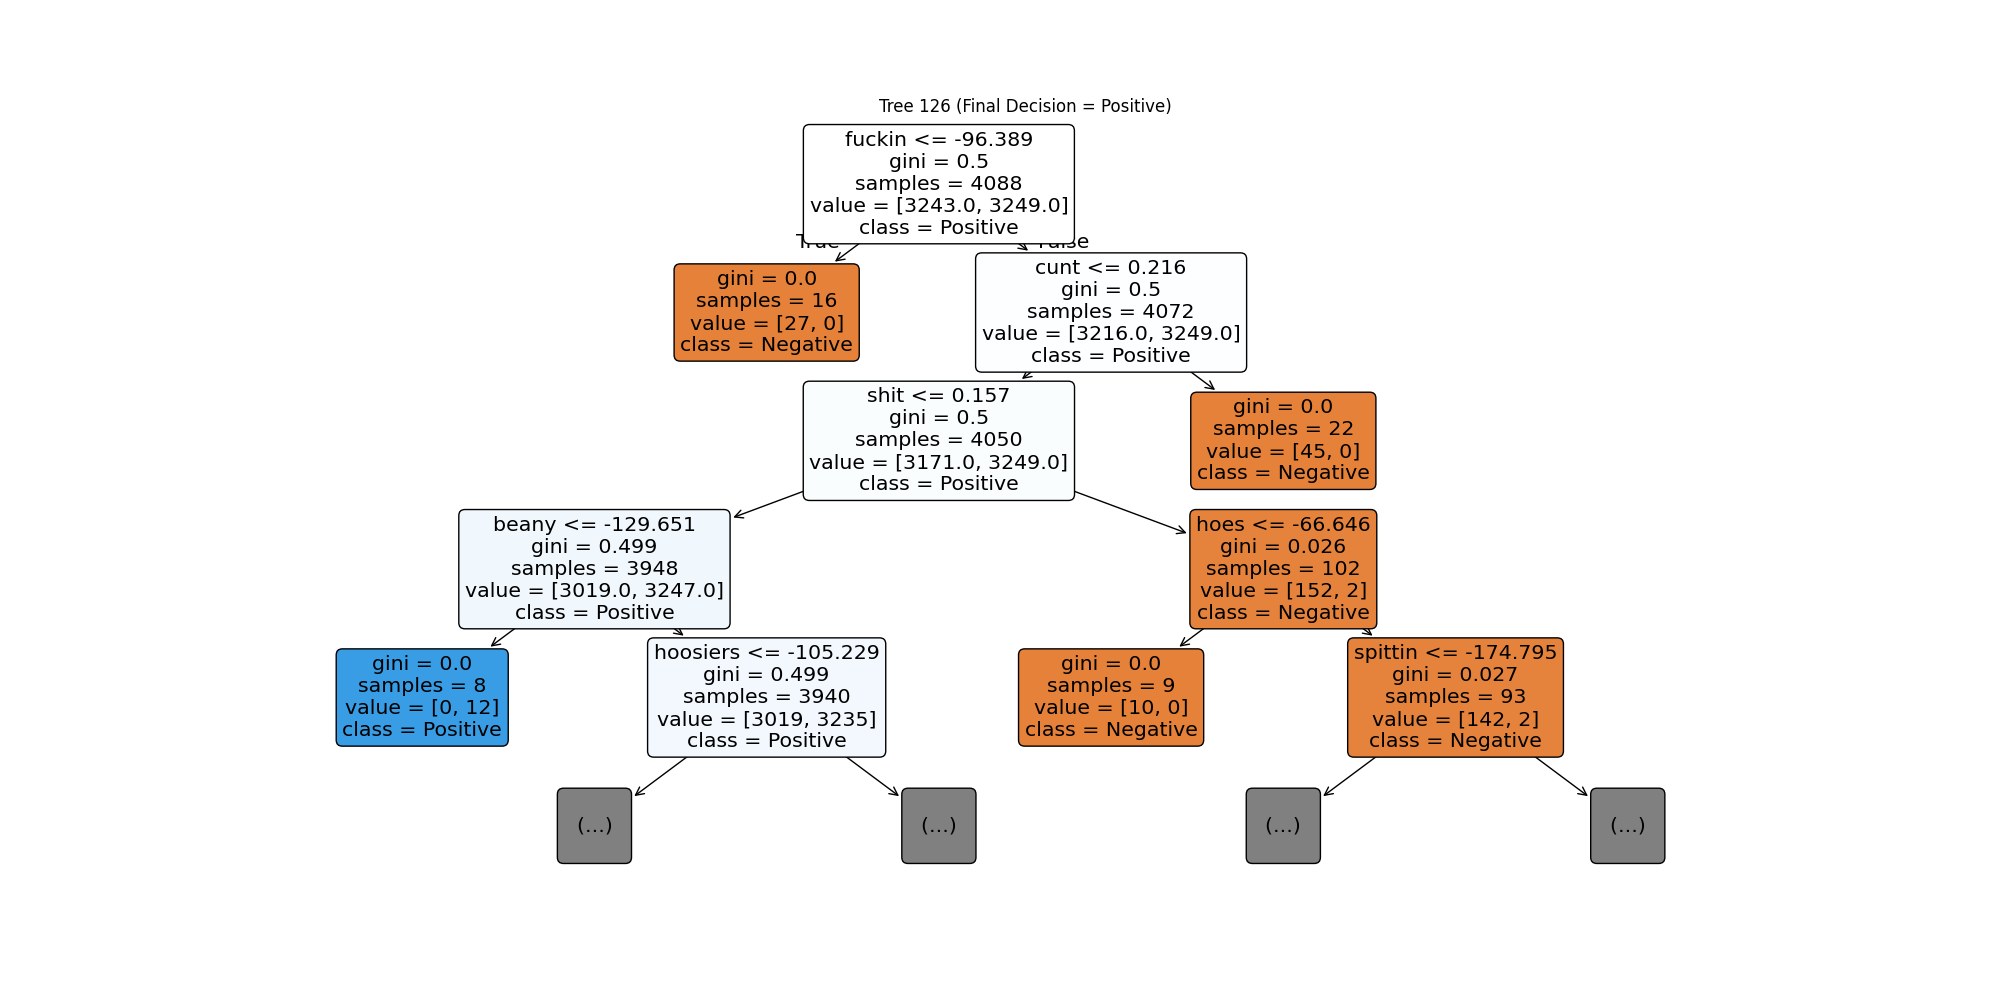 Tree 126 (Final Decision = Positive)
fuckin <= -96.389
gini = 0.5
samples = 4088
value = [3243.0, 3249.0]
class = Positive
True
False
gini = 0.0
samples = 16
value = [27, 0]
class = Negative
cunt <= 0.216
gini = 0.5
samples = 4072
value = [3216.0, 3249.0]
class = Positive
shit <= 0.157
gini = 0.5
samples = 4050
value = [3171.0, 3249.0]
class = Positive
gini = 0.0
samples = 22
value = [45, 0]
class = Negative
beany <= -129.651
gini = 0.499
samples = 3948
value = [3019.0, 3247.0]
class = Positive
hoes <= -66.646
gini = 0.026
samples = 102
value = [152, 2]
class = Negative
gini = 0.0
samples = 8
value = [0, 12]
class = Positive
hoosiers <= -105.229
gini = 0.499
samples = 3940
value = [3019, 3235]
class = Positive
gini = 0.0
samples = 9
value = [10, 0]
class = Negative
spittin <= -174.795
gini = 0.027
samples = 93
value = [142, 2]
class = Negative
(...)
(...)
(...)
(...)